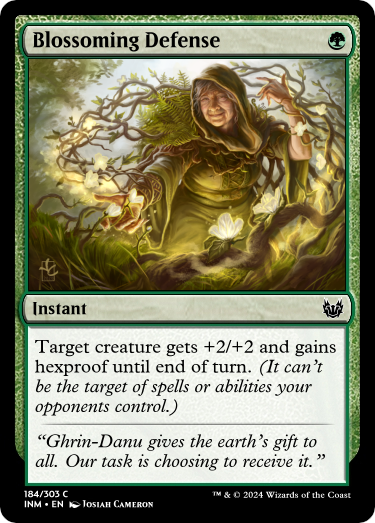 Blossoming Defense
Instant
Target creature gets +2/+2 and gains
hexproof until end of turn. (It can't
be the target of spells or abilities your
opponents control.)
“Ghrin-Danu gives the earth's gift to
all. Our task is choosing to receive it.”
184/303 C
INM • EN Josiah Cameron
™ & © 2024 Wizards of the Coast